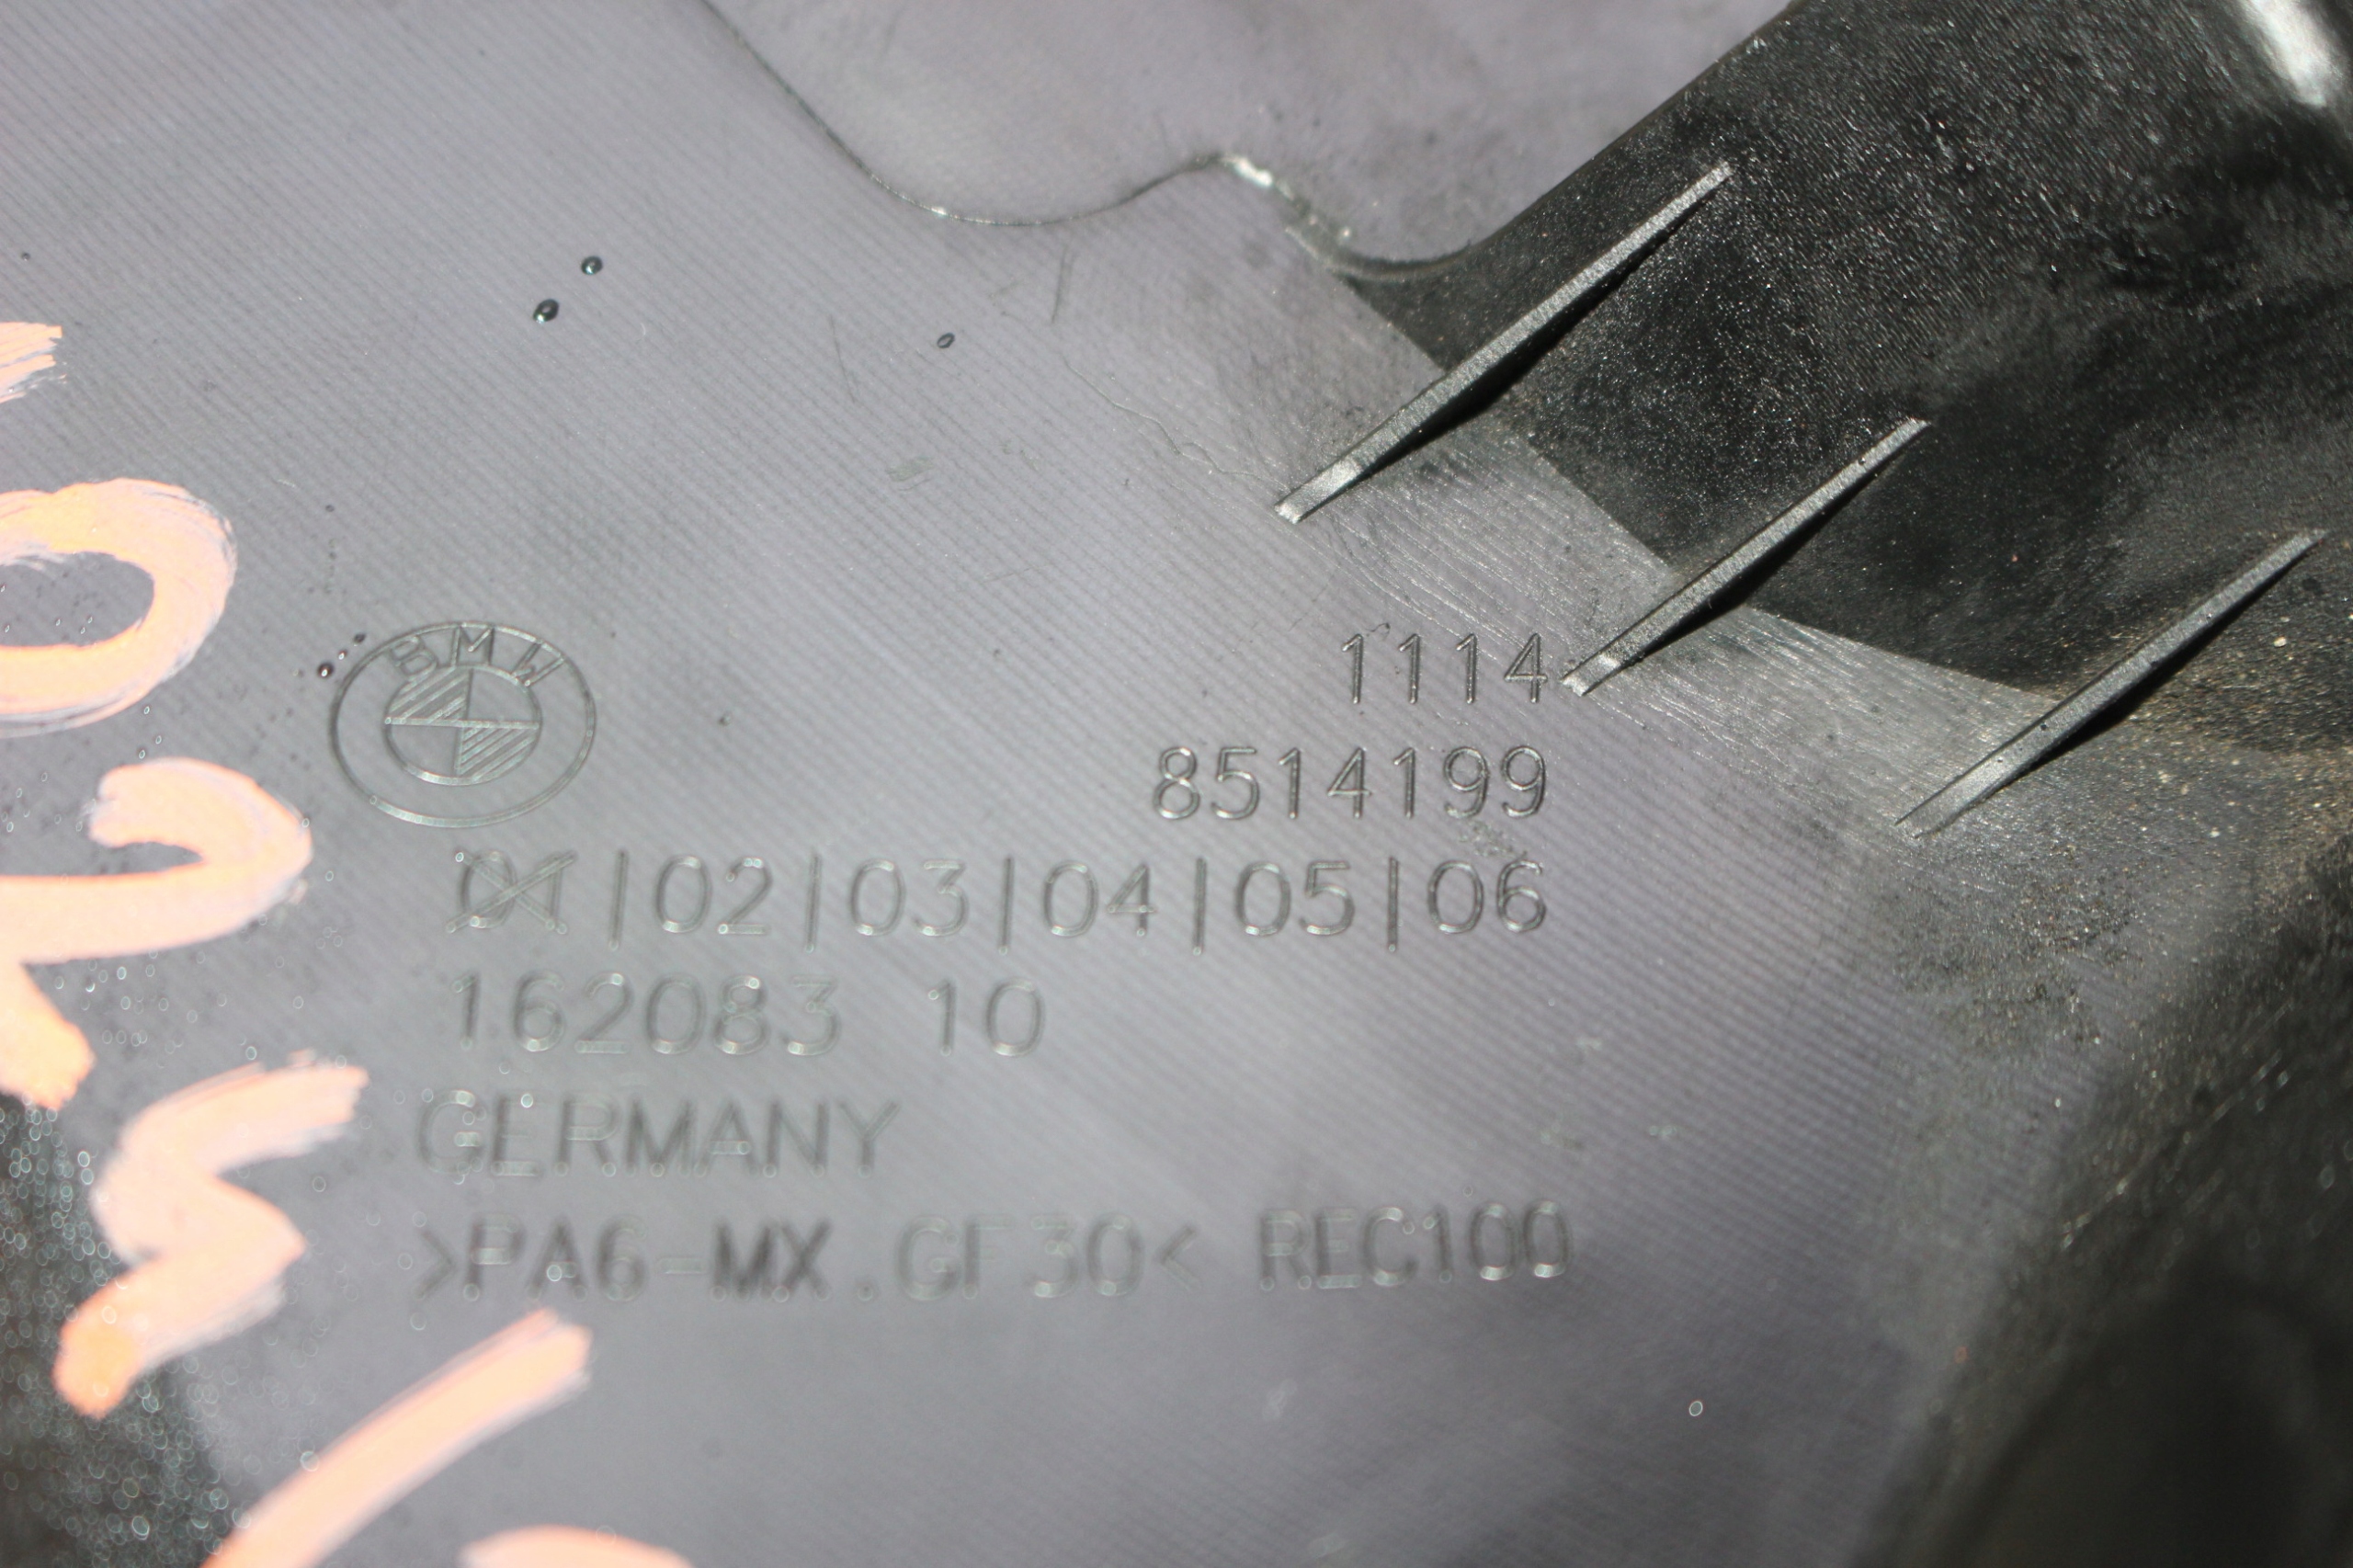 BMW
1114
8514199
01|02|03|04|05|06
162083 10
GERMANY
>PA6-MX.GF30< REC100